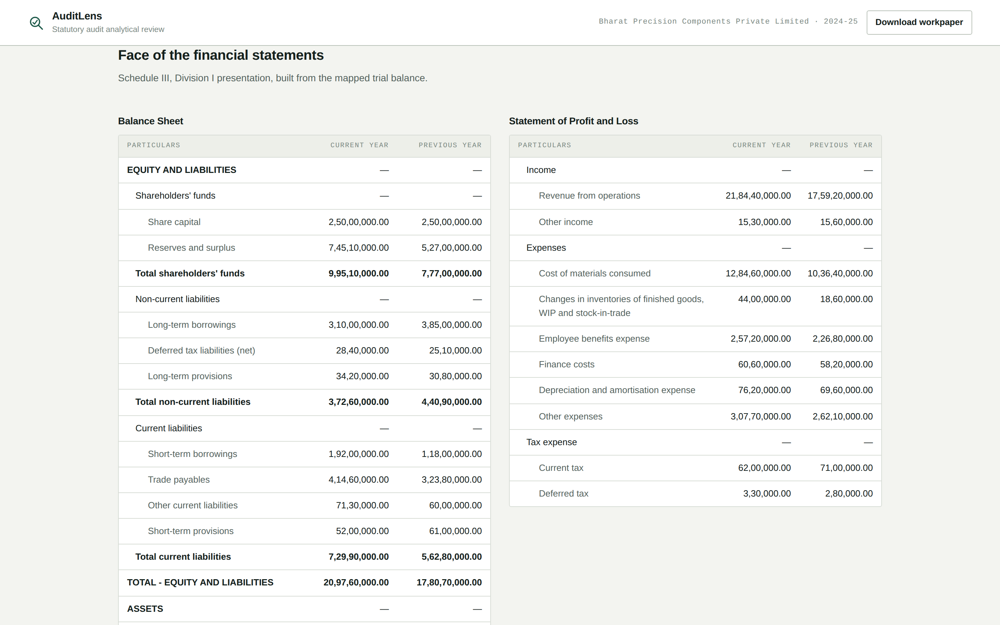 AuditLens
Statutory audit analytical review
Bharat Precision Components Private Limited · 2024-25
Download workpaper
Face of the financial statements
Schedule III, Division I presentation, built from the mapped trial balance.
Balance Sheet
PARTICULARS CURRENT YEAR PREVIOUS YEAR
EQUITY AND LIABILITIES — —
Shareholders' funds — —
Share capital 2,50,00,000.00 2,50,00,000.00
Reserves and surplus 7,45,10,000.00 5,27,00,000.00
Total shareholders' funds 9,95,10,000.00 7,77,00,000.00
Non-current liabilities — —
Long-term borrowings 3,10,00,000.00 3,85,00,000.00
Deferred tax liabilities (net) 28,40,000.00 25,10,000.00
Long-term provisions 34,20,000.00 30,80,000.00
Total non-current liabilities 3,72,60,000.00 4,40,90,000.00
Current liabilities — —
Short-term borrowings 1,92,00,000.00 1,18,00,000.00
Trade payables 4,14,60,000.00 3,23,80,000.00
Other current liabilities 71,30,000.00 60,00,000.00
Short-term provisions 52,00,000.00 61,00,000.00
Total current liabilities 7,29,90,000.00 5,62,80,000.00
TOTAL - EQUITY AND LIABILITIES 20,97,60,000.00 17,80,70,000.00
ASSETS — —
Statement of Profit and Loss
PARTICULARS CURRENT YEAR PREVIOUS YEAR
Income — —
Revenue from operations 21,84,40,000.00 17,59,20,000.00
Other income 15,30,000.00 15,60,000.00
Expenses — —
Cost of materials consumed 12,84,60,000.00 10,36,40,000.00
Changes in inventories of finished goods, 44,00,000.00 18,60,000.00
WIP and stock-in-trade
Employee benefits expense 2,57,20,000.00 2,26,80,000.00
Finance costs 60,60,000.00 58,20,000.00
Depreciation and amortisation expense 76,20,000.00 69,60,000.00
Other expenses 3,07,70,000.00 2,62,10,000.00
Tax expense — —
Current tax 62,00,000.00 71,00,000.00
Deferred tax 3,30,000.00 2,80,000.00